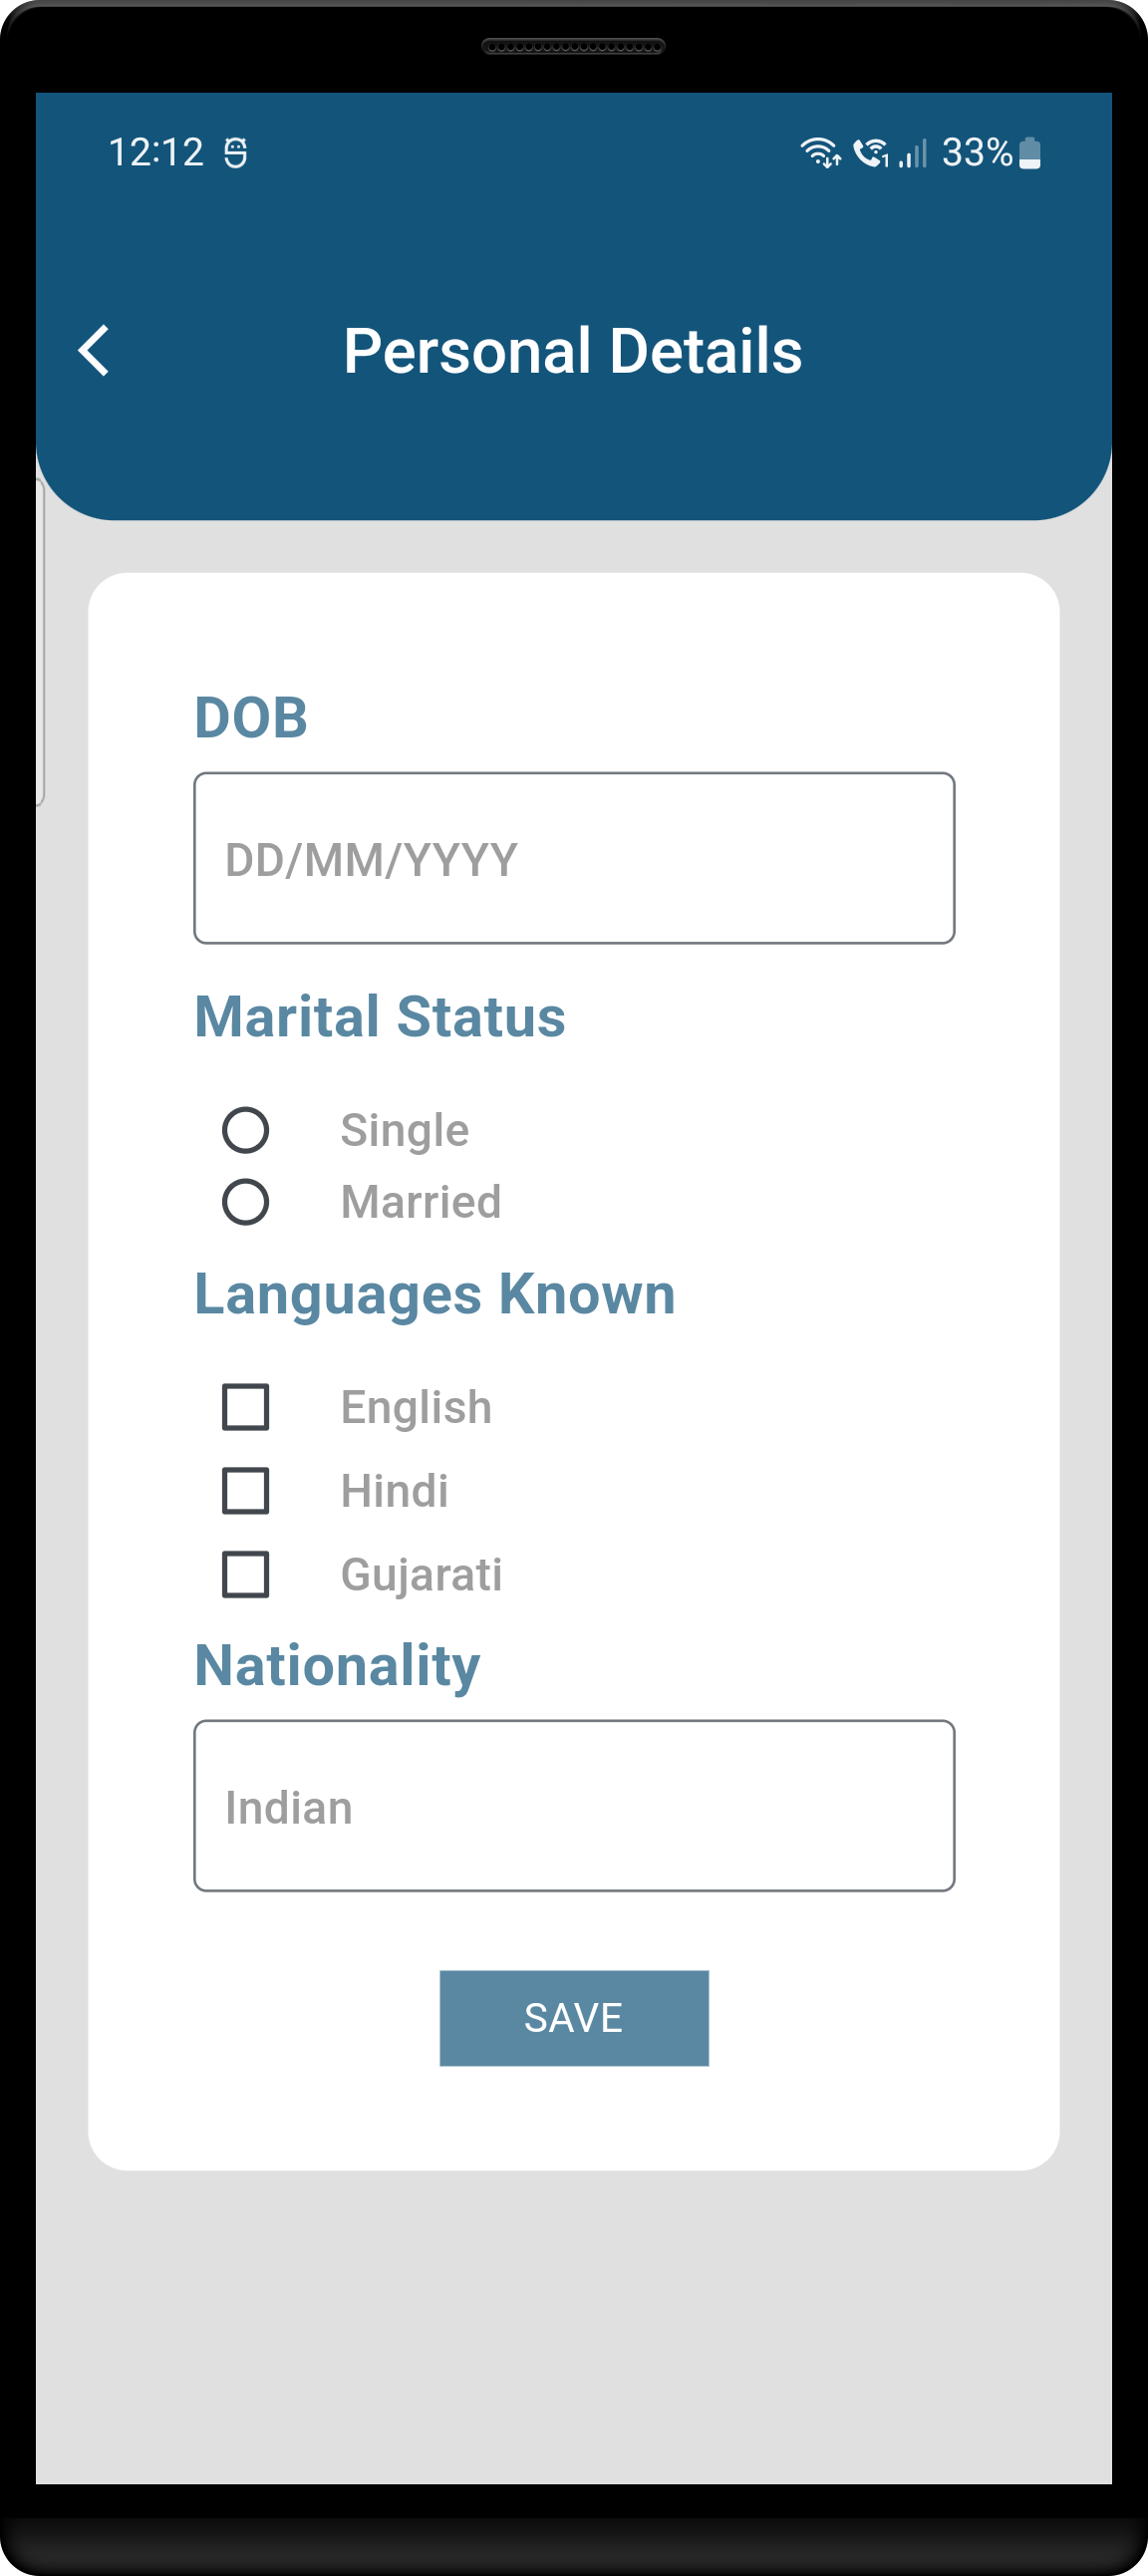 12:12 33%
Personal Details
DOB
DD/MM/YYYY
Marital Status
Single
Married
Languages Known
English
Hindi
Gujarati
Nationality
Indian
SAVE